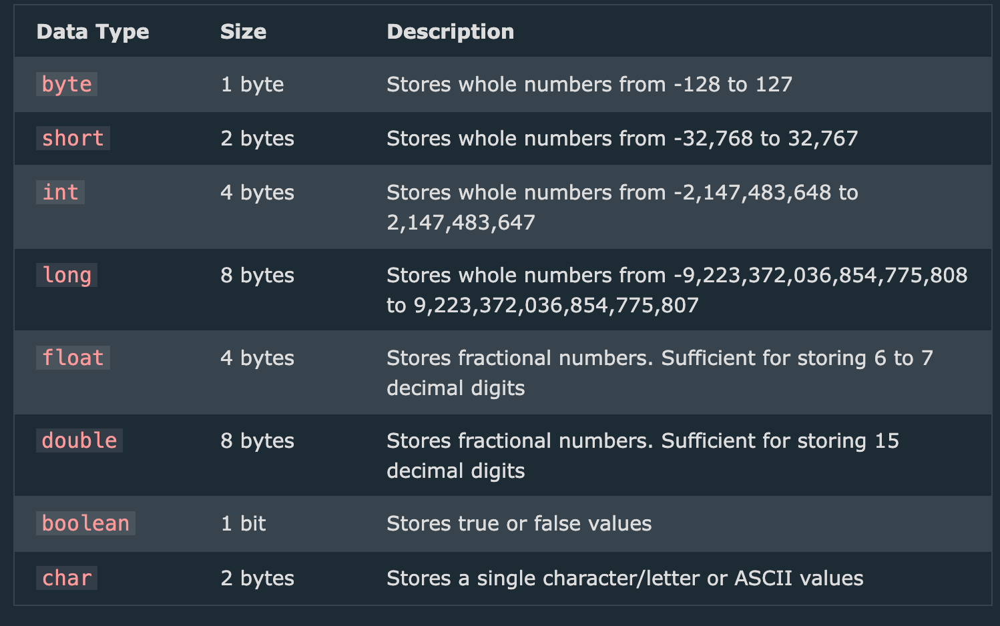 Data Type Size Description
byte 1 byte Stores whole numbers from -128 to 127
short 2 bytes Stores whole numbers from -32,768 to 32,767
int 4 bytes Stores whole numbers from -2,147,483,648 to
2,147,483,647
long 8 bytes Stores whole numbers from -9,223,372,036,854,775,808
to 9,223,372,036,854,775,807
float 4 bytes Stores fractional numbers. Sufficient for storing 6 to 7
decimal digits
double 8 bytes Stores fractional numbers. Sufficient for storing 15
decimal digits
boolean 1 bit Stores true or false values
char 2 bytes Stores a single character/letter or ASCII values